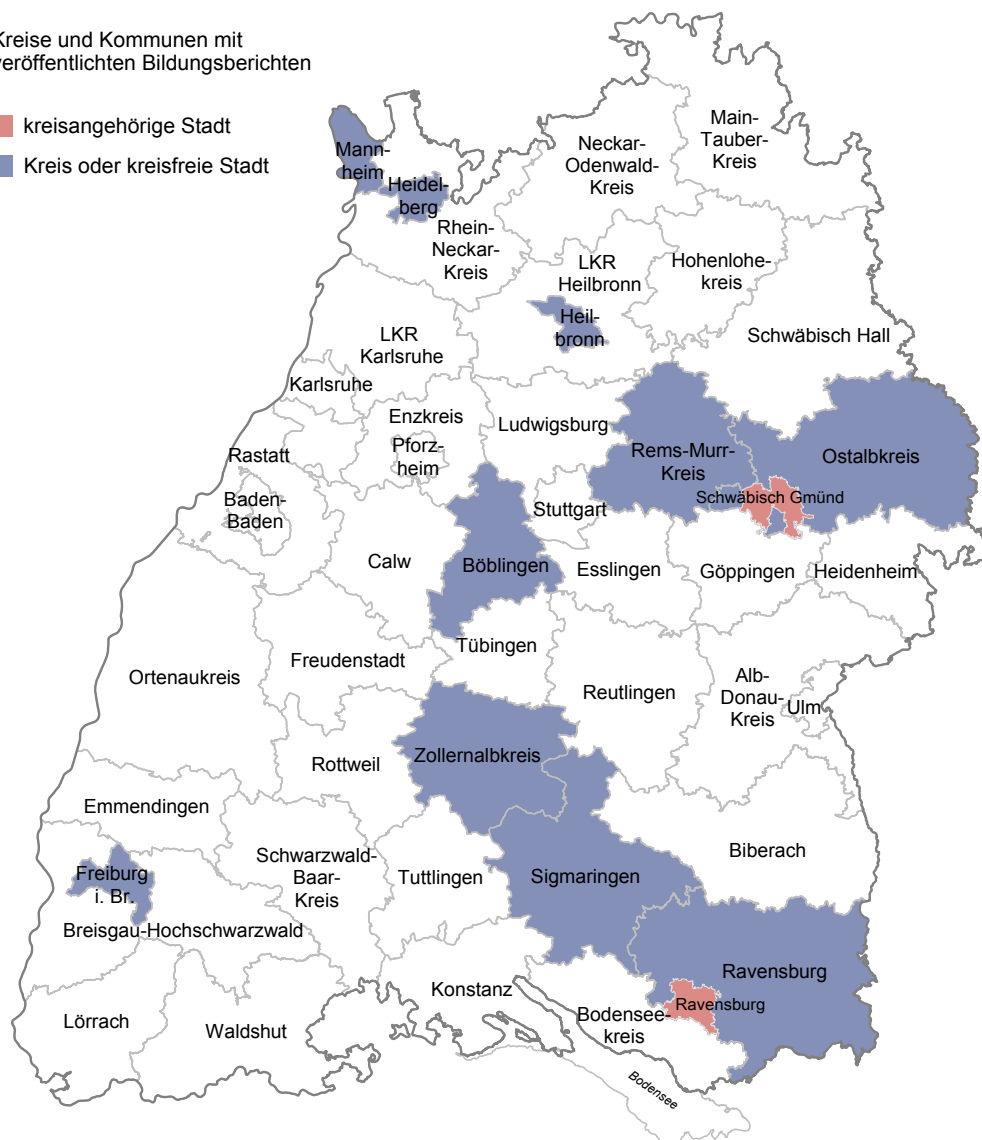 Kreise und Kommunen mit
veröffentlichten Bildungsberichten
kreisangehörige Stadt
Kreis oder kreisfreie Stadt
Main-
Tauber-
Kreis
Neckar-
Odenwald-
Kreis
Mann-
heim
Heidel-
berg
Rhein-
Neckar-
Kreis
LKR
Heilbronn
Hohenlohe-
kreis
Heil-
bronn
Schwäbisch Hall
LKR
Karlsruhe
Karlsruhe
Enzkreis
Pforz-
heim
Ludwigsburg
Rems-Murr-
Kreis
Ostalbkreis
Rastatt
Baden-
Baden
Stuttgart
Schwäbisch Gmünd
Calw
Böblingen
Esslingen
Göppingen
Heidenheim
Tübingen
Freudenstadt
Ortenaukreis
Reutlingen
Alb-
Donau-
Kreis
Ulm
Zollernalbkreis
Rottweil
Emmendingen
Schwarzwald-
Baar-
Kreis
Tuttlingen
Sigmaringen
Biberach
Freiburg
i. Br.
Breisgau-Hochschwarzwald
Ravensburg
Konstanz
Ravensburg
Bodensee-
kreis
Lörrach
Waldshut
Bodensee